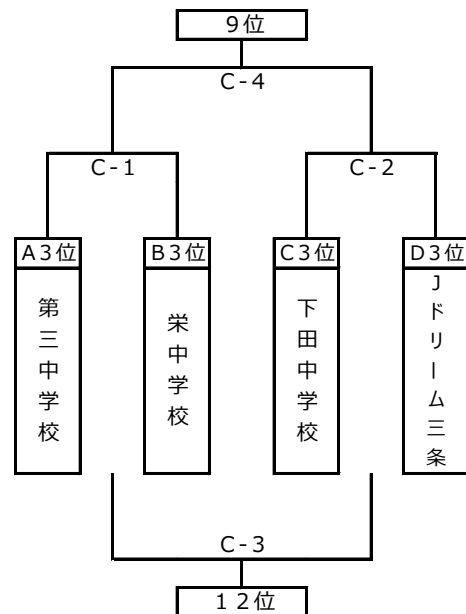 9位
C-4
C-1
C-2
A3位
B3位
C3位
D3位
第三中学校
栄中学校
下田中学校
Jドリーム三条
C-3
12位